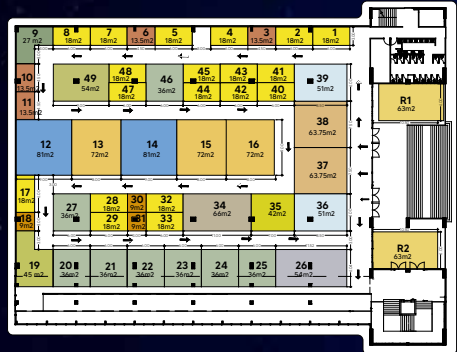 9
27 m2
8
18m2
7
18m2
6
13.5m2
5
18m2
4
18m2
3
13.5m2
2
18m2
1
18m2
10
13.5m2
11
13.5m2
49
54m2
48
18m2
47
18m2
46
36m2
45
18m2
44
18m2
43
18m2
42
18m2
41
18m2
40
18m2
39
51m2
R1
63m2
38
63.75m2
12
81m2
13
72m2
14
81m2
15
72m2
16
72m2
37
63.75m2
17
18m2
18
9m2
27
36m2
28
18m2
29
18m2
30
9m2
31
9m2
32
18m2
33
18m2
34
66m2
35
42m2
36
51m2
R2
63m2
19
45 m2
20
36m2
21
36m2
22
36m2
23
36m2
24
36m2
25
36m2
26
54m2